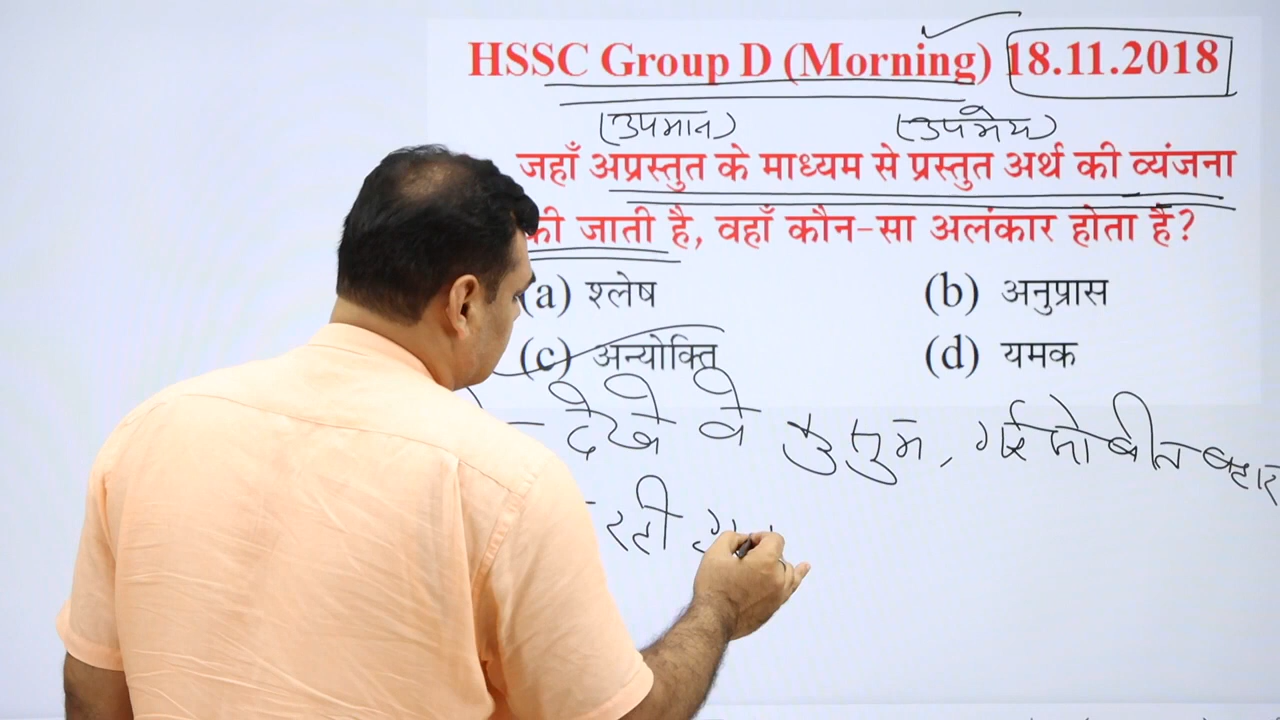 HSSC Group D (Morning) 18.11.2018
(उपमान) (उपमेय)
जहाँ अप्रस्तुत के माध्यम से प्रस्तुत अर्थ की व्यंजना
की जाती है, वहाँ कौन-सा अलंकार होता है?
(a) श्लेष (b) अनुप्रास
(c) अन्योक्ति (d) यमक
देखे वे कुसुम, गई सो बीत बहार
रही